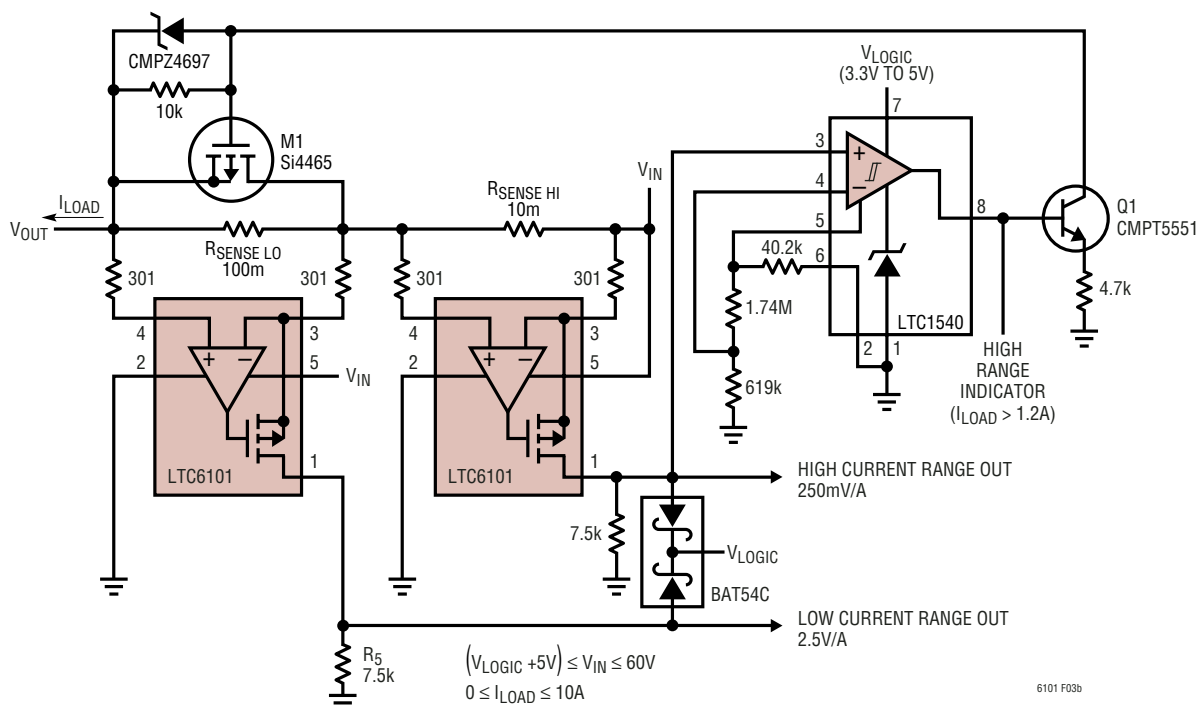 CMPZ4697
10k
M1
Si4465
VLOGIC
(3.3V TO 5V)
7
3
4
5
6
8
+
–
40.2k
1.74M
619k
2
1
LTC1540
Q1
CMPT5551
4.7k
HIGH
RANGE
INDICATOR
(ILOAD > 1.2A)
VIN
RSENSE HI
10m
ILOAD
VOUT
RSENSE LO
100m
301
301
301
301
4
3
2
5
+
–
VIN
1
LTC6101
4
3
2
5
+
–
1
LTC6101
HIGH CURRENT RANGE OUT
250mV/A
7.5k
VLOGIC
BAT54C
LOW CURRENT RANGE OUT
2.5V/A
R5
7.5k
(VLOGIC +5V) ≤ VIN ≤ 60V
0 ≤ ILOAD ≤ 10A
6101 F03b